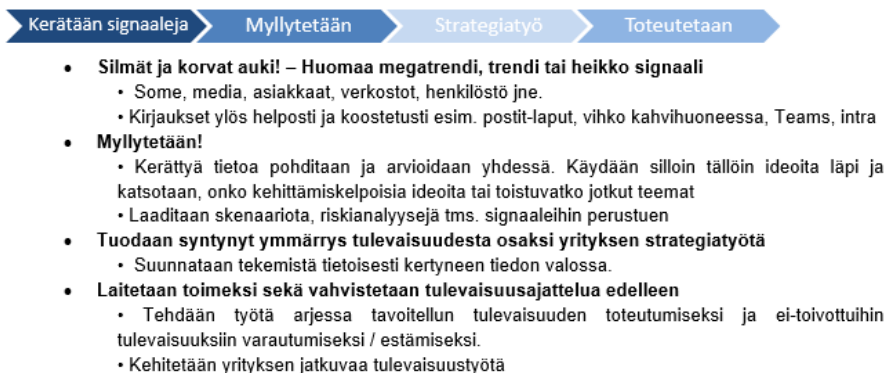 Kerätään signaaleja
Myllytetään
Strategiatyö
Toteutetaan
• Silmät ja korvat auki! – Huomaa megatrendi, trendi tai heikko signaali
• Some, media, asiakkaat, verkostot, henkilöstö jne.
• Kirjaukset ylös helposti ja koostetusti esim. postit-laput, vihko kahvihuoneessa, Teams, intra
• Myllytetään!
• Kerättyä tietoa pohditaan ja arvioidaan yhdessä. Käydään silloin tällöin ideoita läpi ja
katsotaan, onko kehittämiskelpoisia ideoita tai toistuvatko jotkut teemat
• Laaditaan skenaariota, riskianalyysejä tms. signaaleihin perustuen
• Tuodaan syntynyt ymmärrys tulevaisuudesta osaksi yrityksen strategiatyötä
• Suunnataan tekemistä tietoisesti kertyneen tiedon valossa.
• Laitetaan toimeksi sekä vahvistetaan tulevaisuusajattelua edelleen
• Tehdään työtä arjessa tavoitellun tulevaisuuden toteutumiseksi ja ei-toivottuihin
tulevaisuuksiin varautumiseksi / estämiseksi.
• Kehitetään yrityksen jatkuvaa tulevaisuustyötä